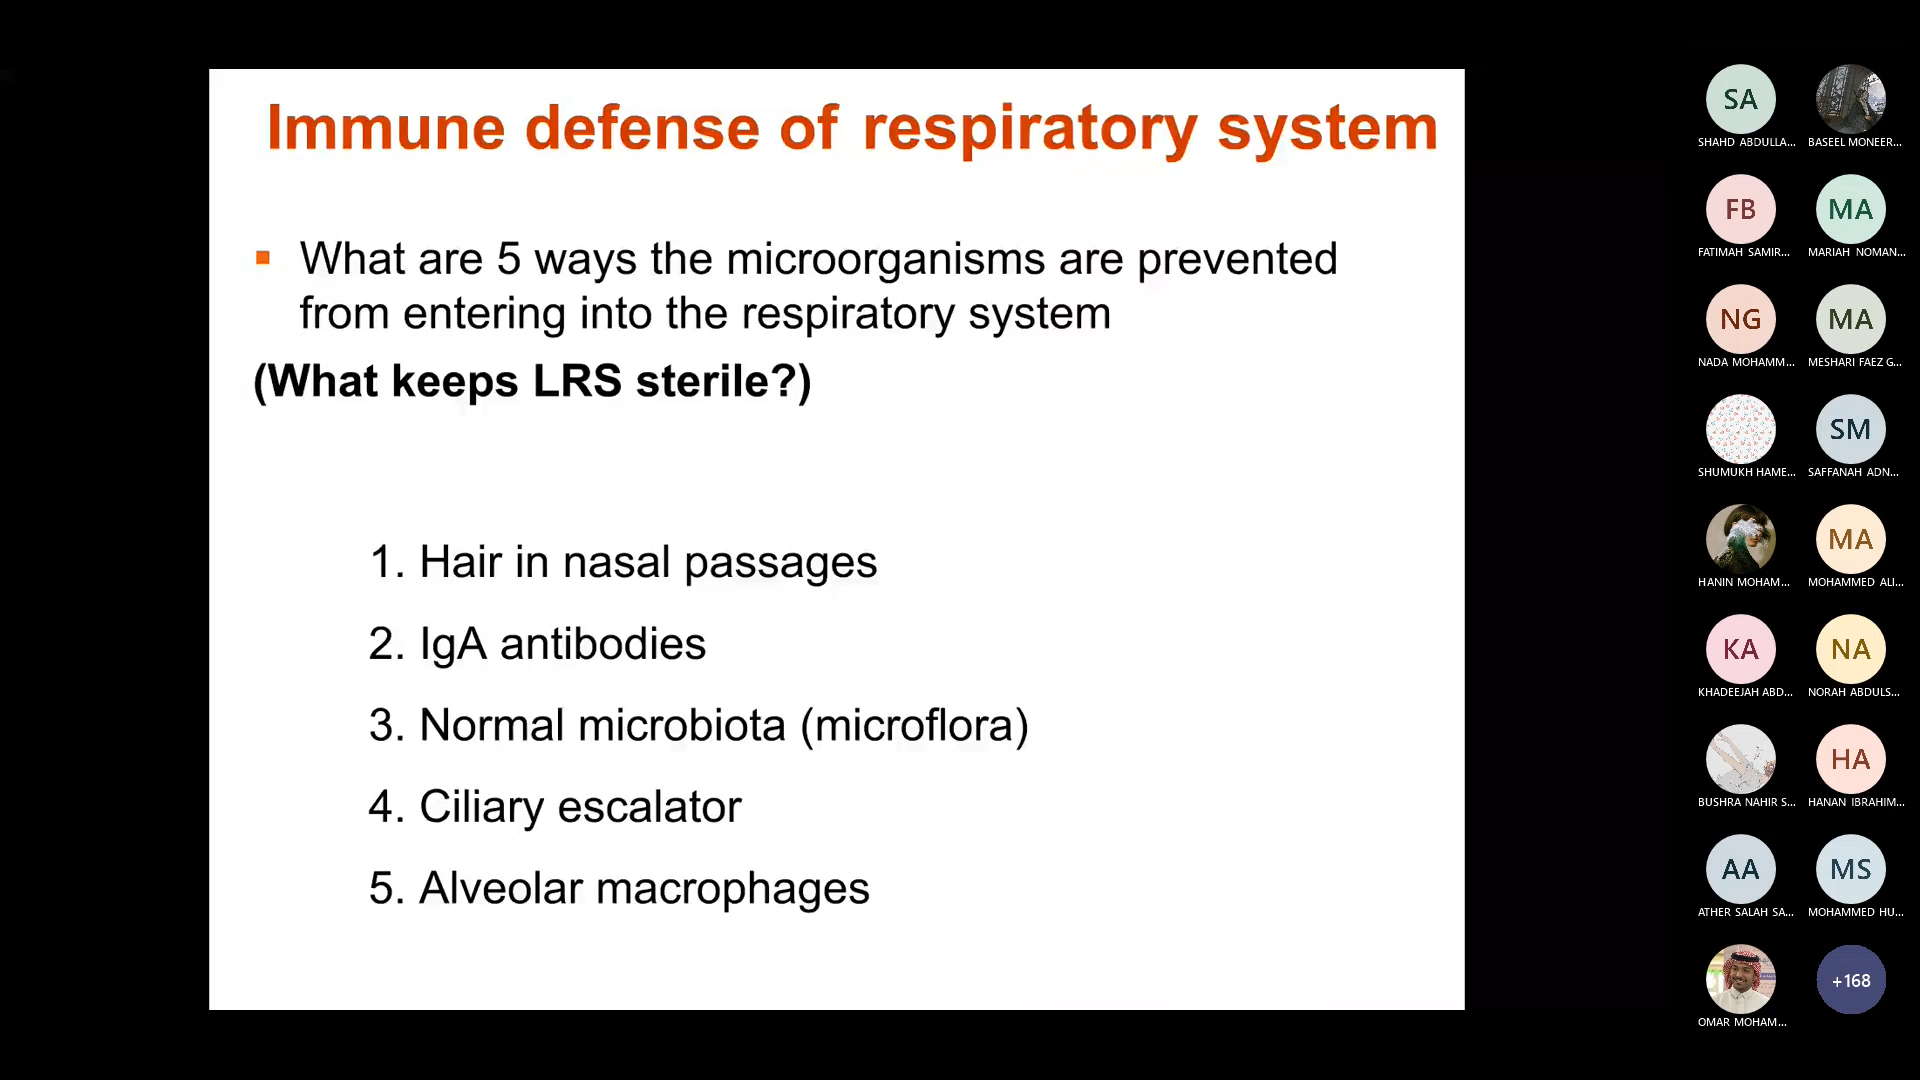 Immune defense of respiratory system
What are 5 ways the microorganisms are prevented
from entering into the respiratory system
(What keeps LRS sterile?)
1. Hair in nasal passages
2. IgA antibodies
3. Normal microbiota (microflora)
4. Ciliary escalator
5. Alveolar macrophages
SA
SHAHD ABDULLA...
BASEEL MONEER...
FB
FATIMAH SAMIR...
MA
MARIAH NOMAN...
NG
NADA MOHAMM...
MA
MESHARI FAEZ G...
SHUMUKH HAME...
SM
SAFFANAH ADN...
HANIN MOHAM...
MA
MOHAMMED ALI...
KA
KHADEEJAH ABD...
NA
NORAH ABDULS...
BUSHRA NAHIR S...
HA
HANAN IBRAHIM...
AA
ATHER SALAH SA...
MS
MOHAMMED HU...
OMAR MOHAM...
+168